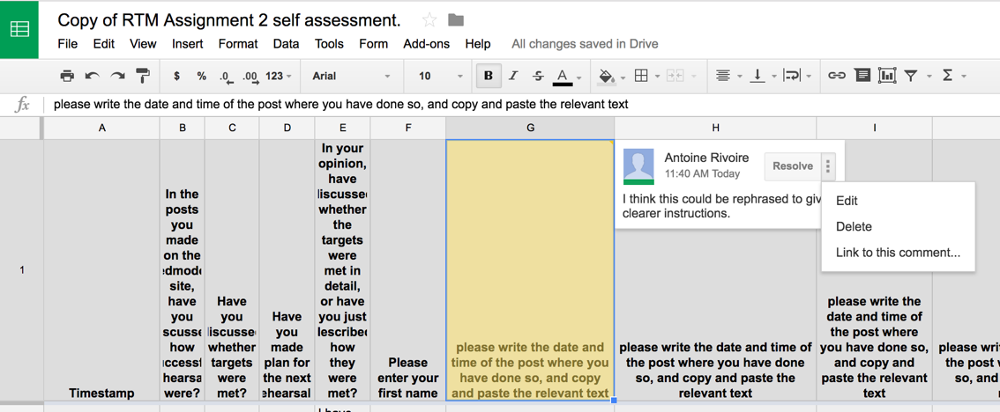 Copy of RTM Assignment 2 self assessment.
File Edit View Insert Format Data Tools Form Add-ons Help All changes saved in Drive
$ % .0 .00 123 Arial 10 B I S A Σ
fx please write the date and time of the post where you have done so, and copy and paste the relevant text
A B C D E F G H I
1
Timestamp
In the
posts
you
made
on the
site,
have
you
how
were?
Have
you
whether
targets
were
met?
Have
you
made
plan for
the next
In your
opinion,
have
whether
the
targets
were
met in
detail,
or have
you just
how
they
were
met?
Please
enter your
first name
please write the date and
time of the post where you
have done so, and copy
and paste the relevant text
Antoine Rivoire
11:40 AM Today
Resolve
I think this could be rephrased to
clearer instructions.
Edit
Delete
Link to this comment...
please write the date and time of
the post where you have done
so, and copy and paste the
relevant text
please write the
date and time of
the post where
you have done so,
and copy and
paste the relevant
text
please
the post
so, and
I have